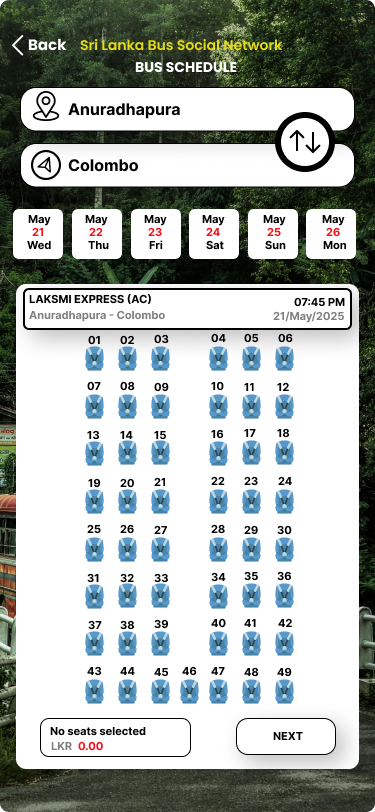 Back Sri Lanka Bus Social Network
BUS SCHEDULE
Anuradhapura
Colombo
May May May May May May
21 22 23 24 25 26
Wed Thu Fri Sat Sun Mon
LAKSMI EXPRESS (AC) 07:45 PM
Anuradhapura - Colombo 21/May/2025
01 02 03 04 05 06
07 08 09 10 11 12
13 14 15 16 17 18
19 20 21 22 23 24
25 26 27 28 29 30
31 32 33 34 35 36
37 38 39 40 41 42
43 44 45 46 47 48 49
No seats selected
LKR 0.00 NEXT